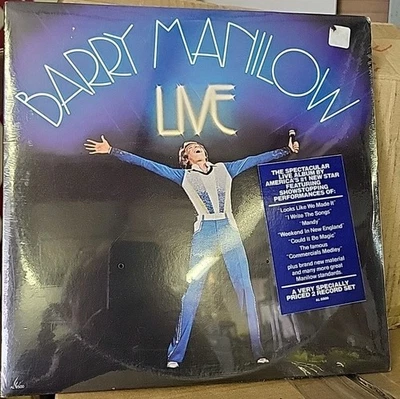 BARRY MANILOW
LIVE
THE SPECTACULAR
LIVE ALBUM BY
AMERICA'S #1 NEW STAR
FEATURING
SHOWSTOPPING
PERFORMANCES OF:
"Looks Like We Made It"
"I Write The Songs"
"Mandy"
"Weekend in New England"
"Could It Be Magic"
The famous
"Commercials Medley"
plus brand new material
and many more great
Manilow standards.
A VERY SPECIALLY
PRICED 2 RECORD SET